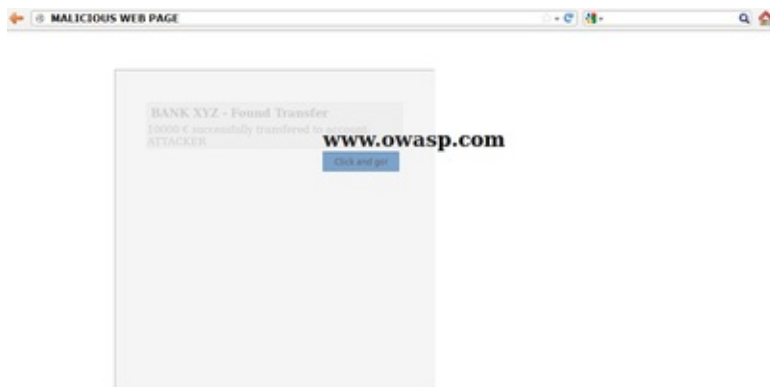 MALICIOUS WEB PAGE
BANK XYZ - Found Transfer
10000 € successfully transfered to account
ATTACKER
www.owasp.com
Click and go!